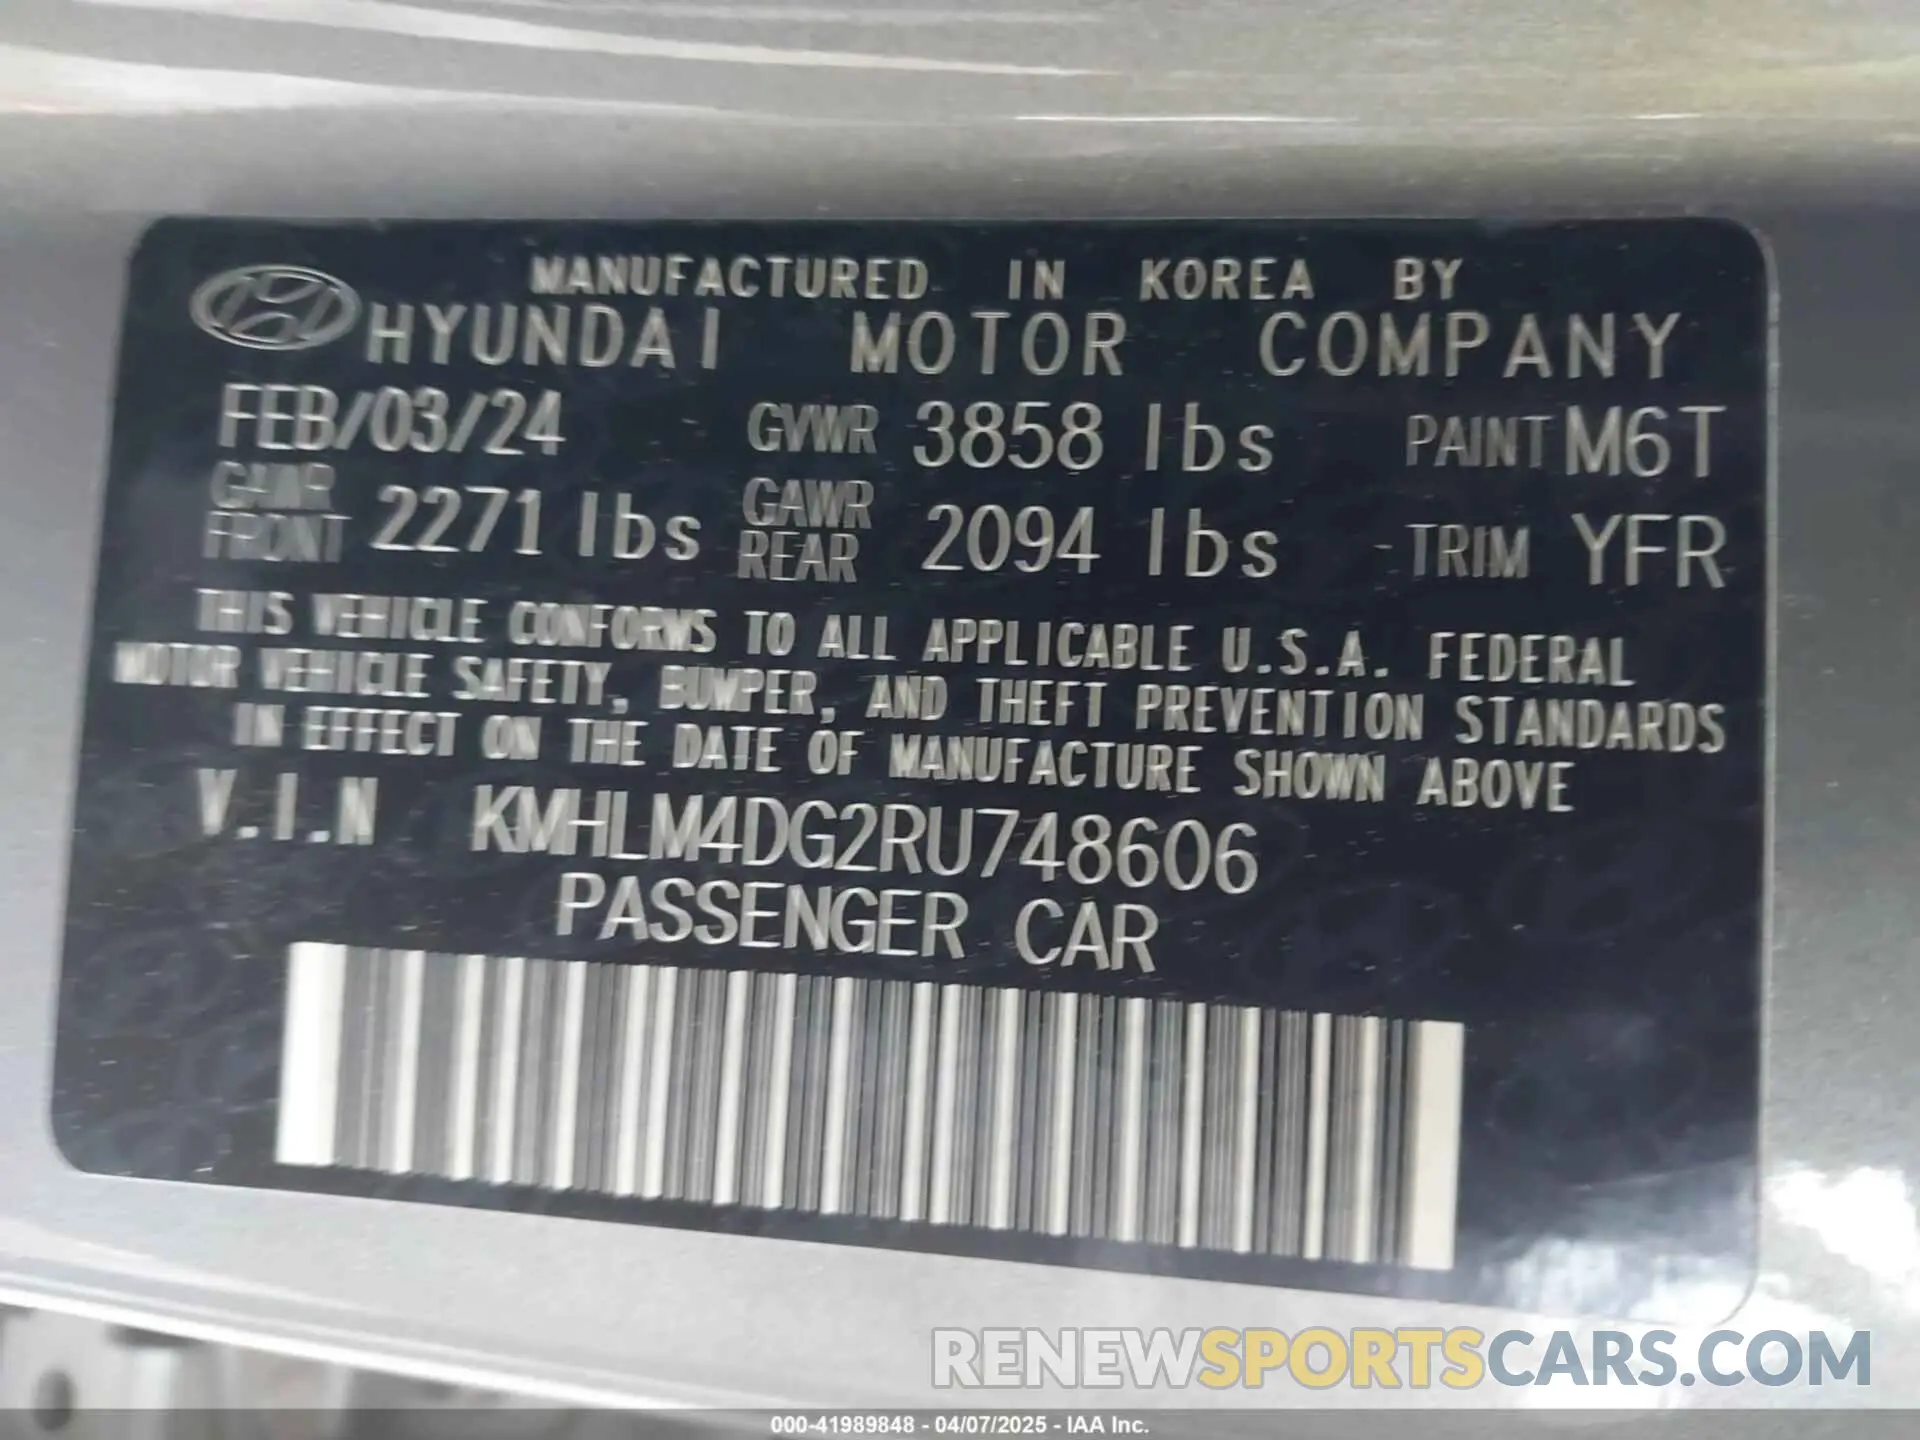 MANUFACTURED IN KOREA BY
HYUNDAI MOTOR COMPANY
FEB/03/24 GVWR 3858 lbs PAINT M6T
GAWR FRONT 2271 lbs GAWR REAR 2094 lbs TRIM YFR
THIS VEHICLE CONFORMS TO ALL APPLICABLE U.S.A. FEDERAL
MOTOR VEHICLE SAFETY, BUMPER, AND THEFT PREVENTION STANDARDS
IN EFFECT ON THE DATE OF MANUFACTURE SHOWN ABOVE
V.I.N KMHLM4DG2RU748606
PASSENGER CAR
RENEWSPORTSCARS.COM
000-41989848 - 04/07/2025 - IAA Inc.